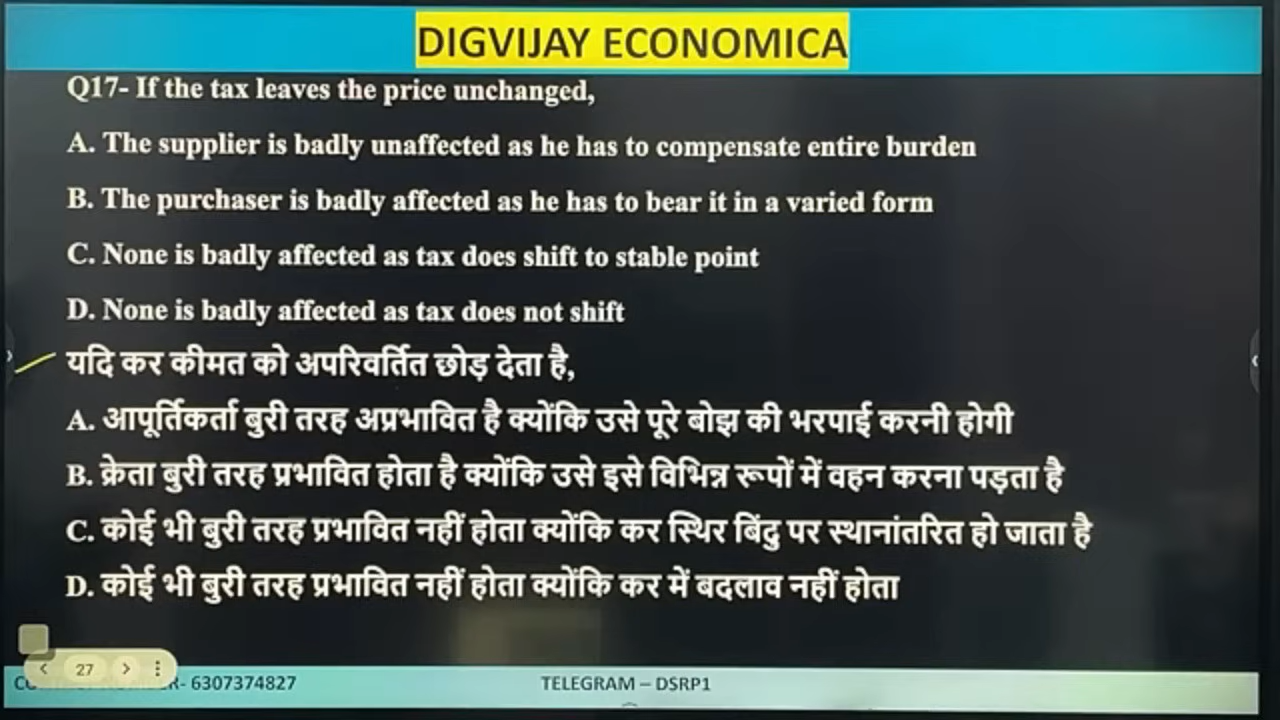 DIGVIJAY ECONOMICA
Q17- If the tax leaves the price unchanged,
A. The supplier is badly unaffected as he has to compensate entire burden
B. The purchaser is badly affected as he has to bear it in a varied form
C. None is badly affected as tax does shift to stable point
D. None is badly affected as tax does not shift
यदि कर कीमत को अपरिवर्तित छोड़ देता है,
A. आपूर्तिकर्ता बुरी तरह अप्रभावित है क्योंकि उसे पूरे बोझ की भरपाई करनी होगी
B. क्रेता बुरी तरह प्रभावित होता है क्योंकि उसे इसे विभिन्न रूपों में वहन करना पड़ता है
C. कोई भी बुरी तरह प्रभावित नहीं होता क्योंकि कर स्थिर बिंदु पर स्थानांतरित हो जाता है
D. कोई भी बुरी तरह प्रभावित नहीं होता क्योंकि कर में बदलाव नहीं होता
27
6307374827 TELEGRAM – DSRP1